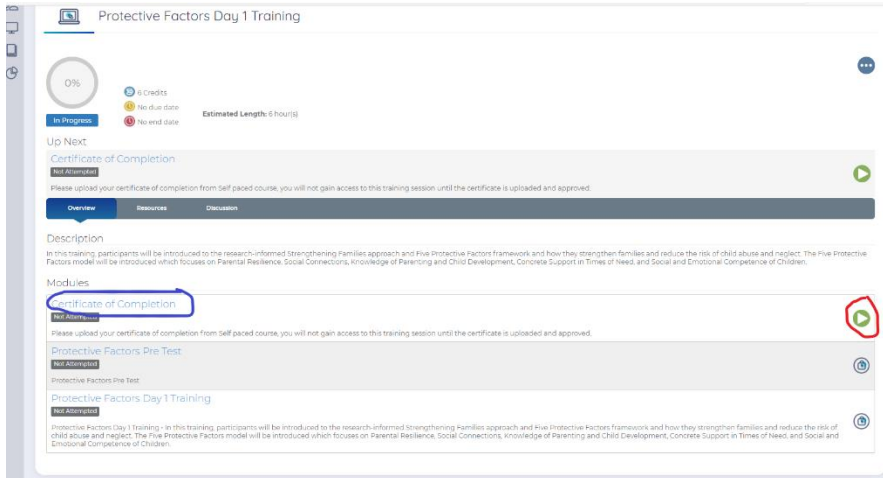 Protective Factors Day 1 Training
0%
6 Credits
No due date
Estimated Length: 6 hour(s)
In Progress
No end date
Up Next
Certificate of Completion
Not Attempted
Please upload your certificate of completion from Self paced course, you will not gain access to this training session until the certificate is uploaded and approved.
Overview Resources Discussion
Description
In this training, participants will be introduced to the research-informed Strengthening Families approach and Five Protective Factors framework and how they strengthen families and reduce the risk of child abuse and neglect. The Five Protective
Factors model will be introduced which focuses on Parental Resilience, Social Connections, Knowledge of Parenting and Child Development, Concrete Support in Times of Need, and Social and Emotional Competence of Children.
Modules
Certificate of Completion
Not Attempted
Please upload your certificate of completion from Self paced course, you will not gain access to this training session until the certificate is uploaded and approved.
Protective Factors Pre Test
Not Attempted
Protective Factors Pre Test
Protective Factors Day 1 Training
Not Attempted
Protective Factors Day 1 Training - In this training, participants will be introduced to the research-informed Strengthening Families approach and Five Protective Factors framework and how they strengthen families and reduce the risk of
child abuse and neglect. The Five Protective Factors model will be introduced which focuses on Parental Resilience, Social Connections, Knowledge of Parenting and Child Development, Concrete Support in Times of Need, and Social and
Emotional Competence of Children.